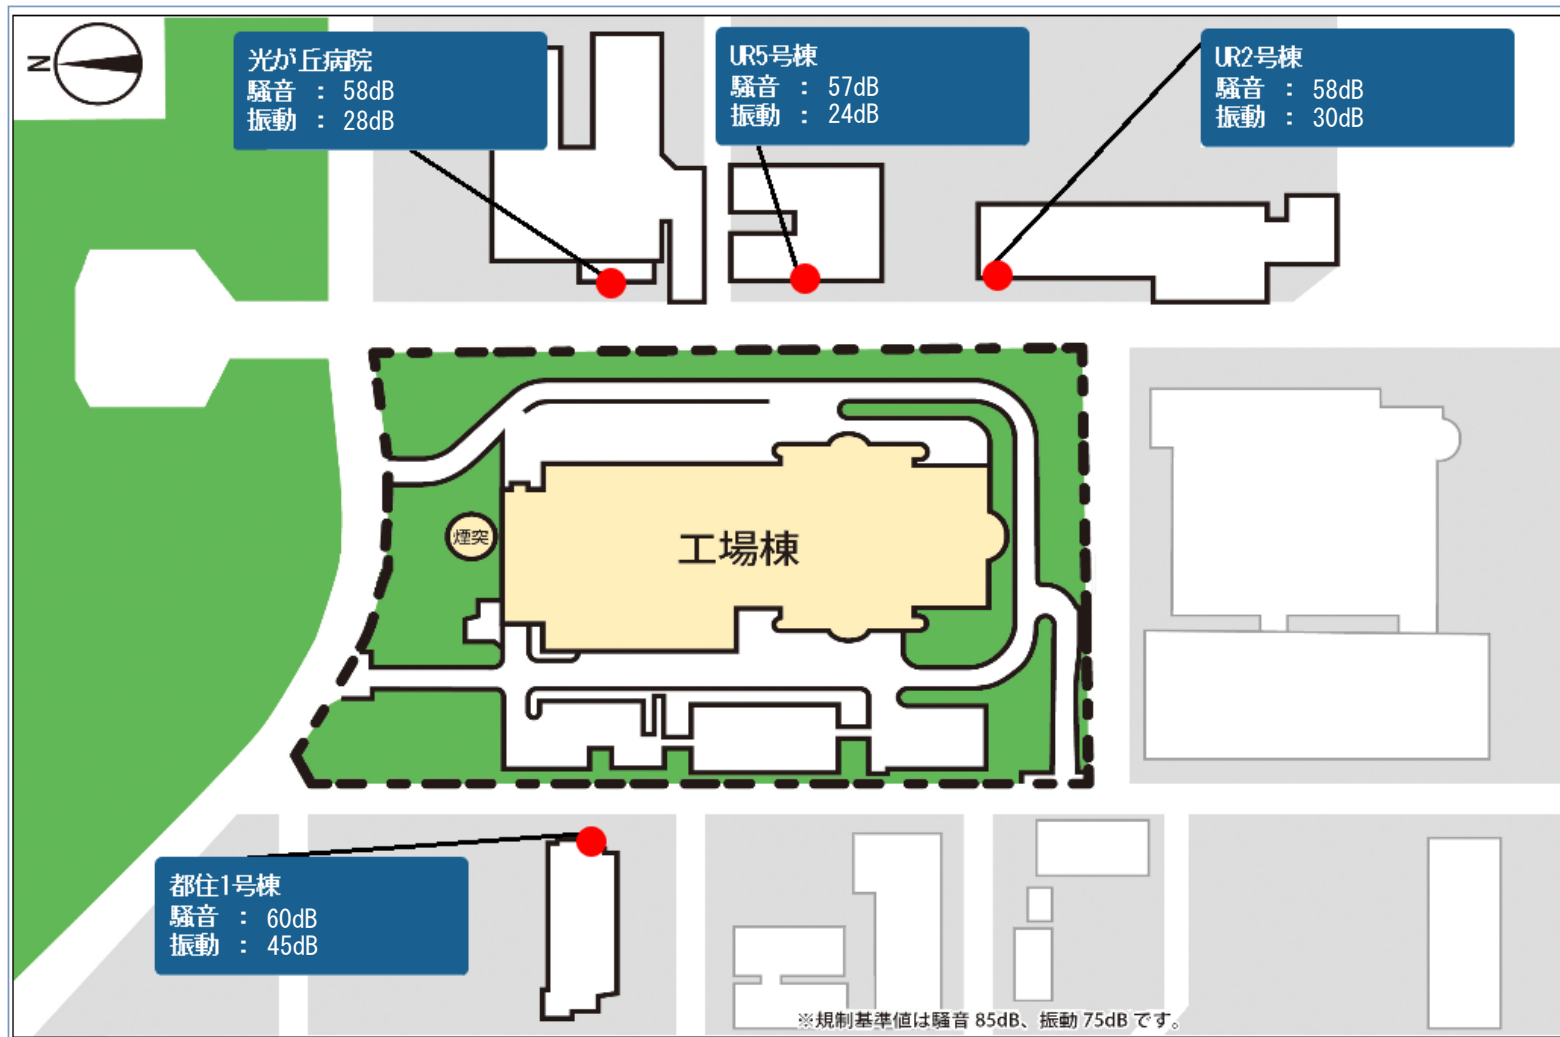 N
光が丘病院
騒音 : 58dB
振動 : 28dB
UR5号棟
騒音 : 57dB
振動 : 24dB
UR2号棟
騒音 : 58dB
振動 : 30dB
煙突
工場棟
都住1号棟
騒音 : 60dB
振動 : 45dB
※規制基準値は騒音 85dB、振動 75dB です。